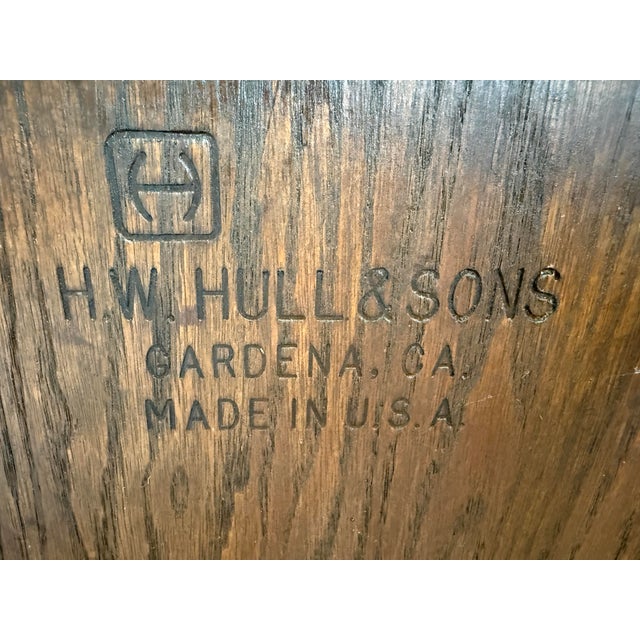 H
H.W. HULL & SONS
GARDENA, CA.
MADE IN U.S.A.